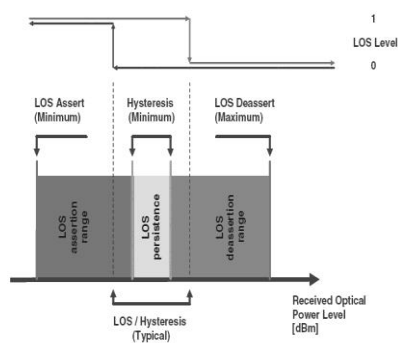 1
LOS Level
0
LOS Assert
(Minimum)
Hysteresis
(Minimum)
LOS Deassert
(Maximum)
LOS
assertion
range
LOS
persistence
LOS
deassertion
range
Received Optical
Power Level
[dBm]
LOS / Hysteresis
(Typical)